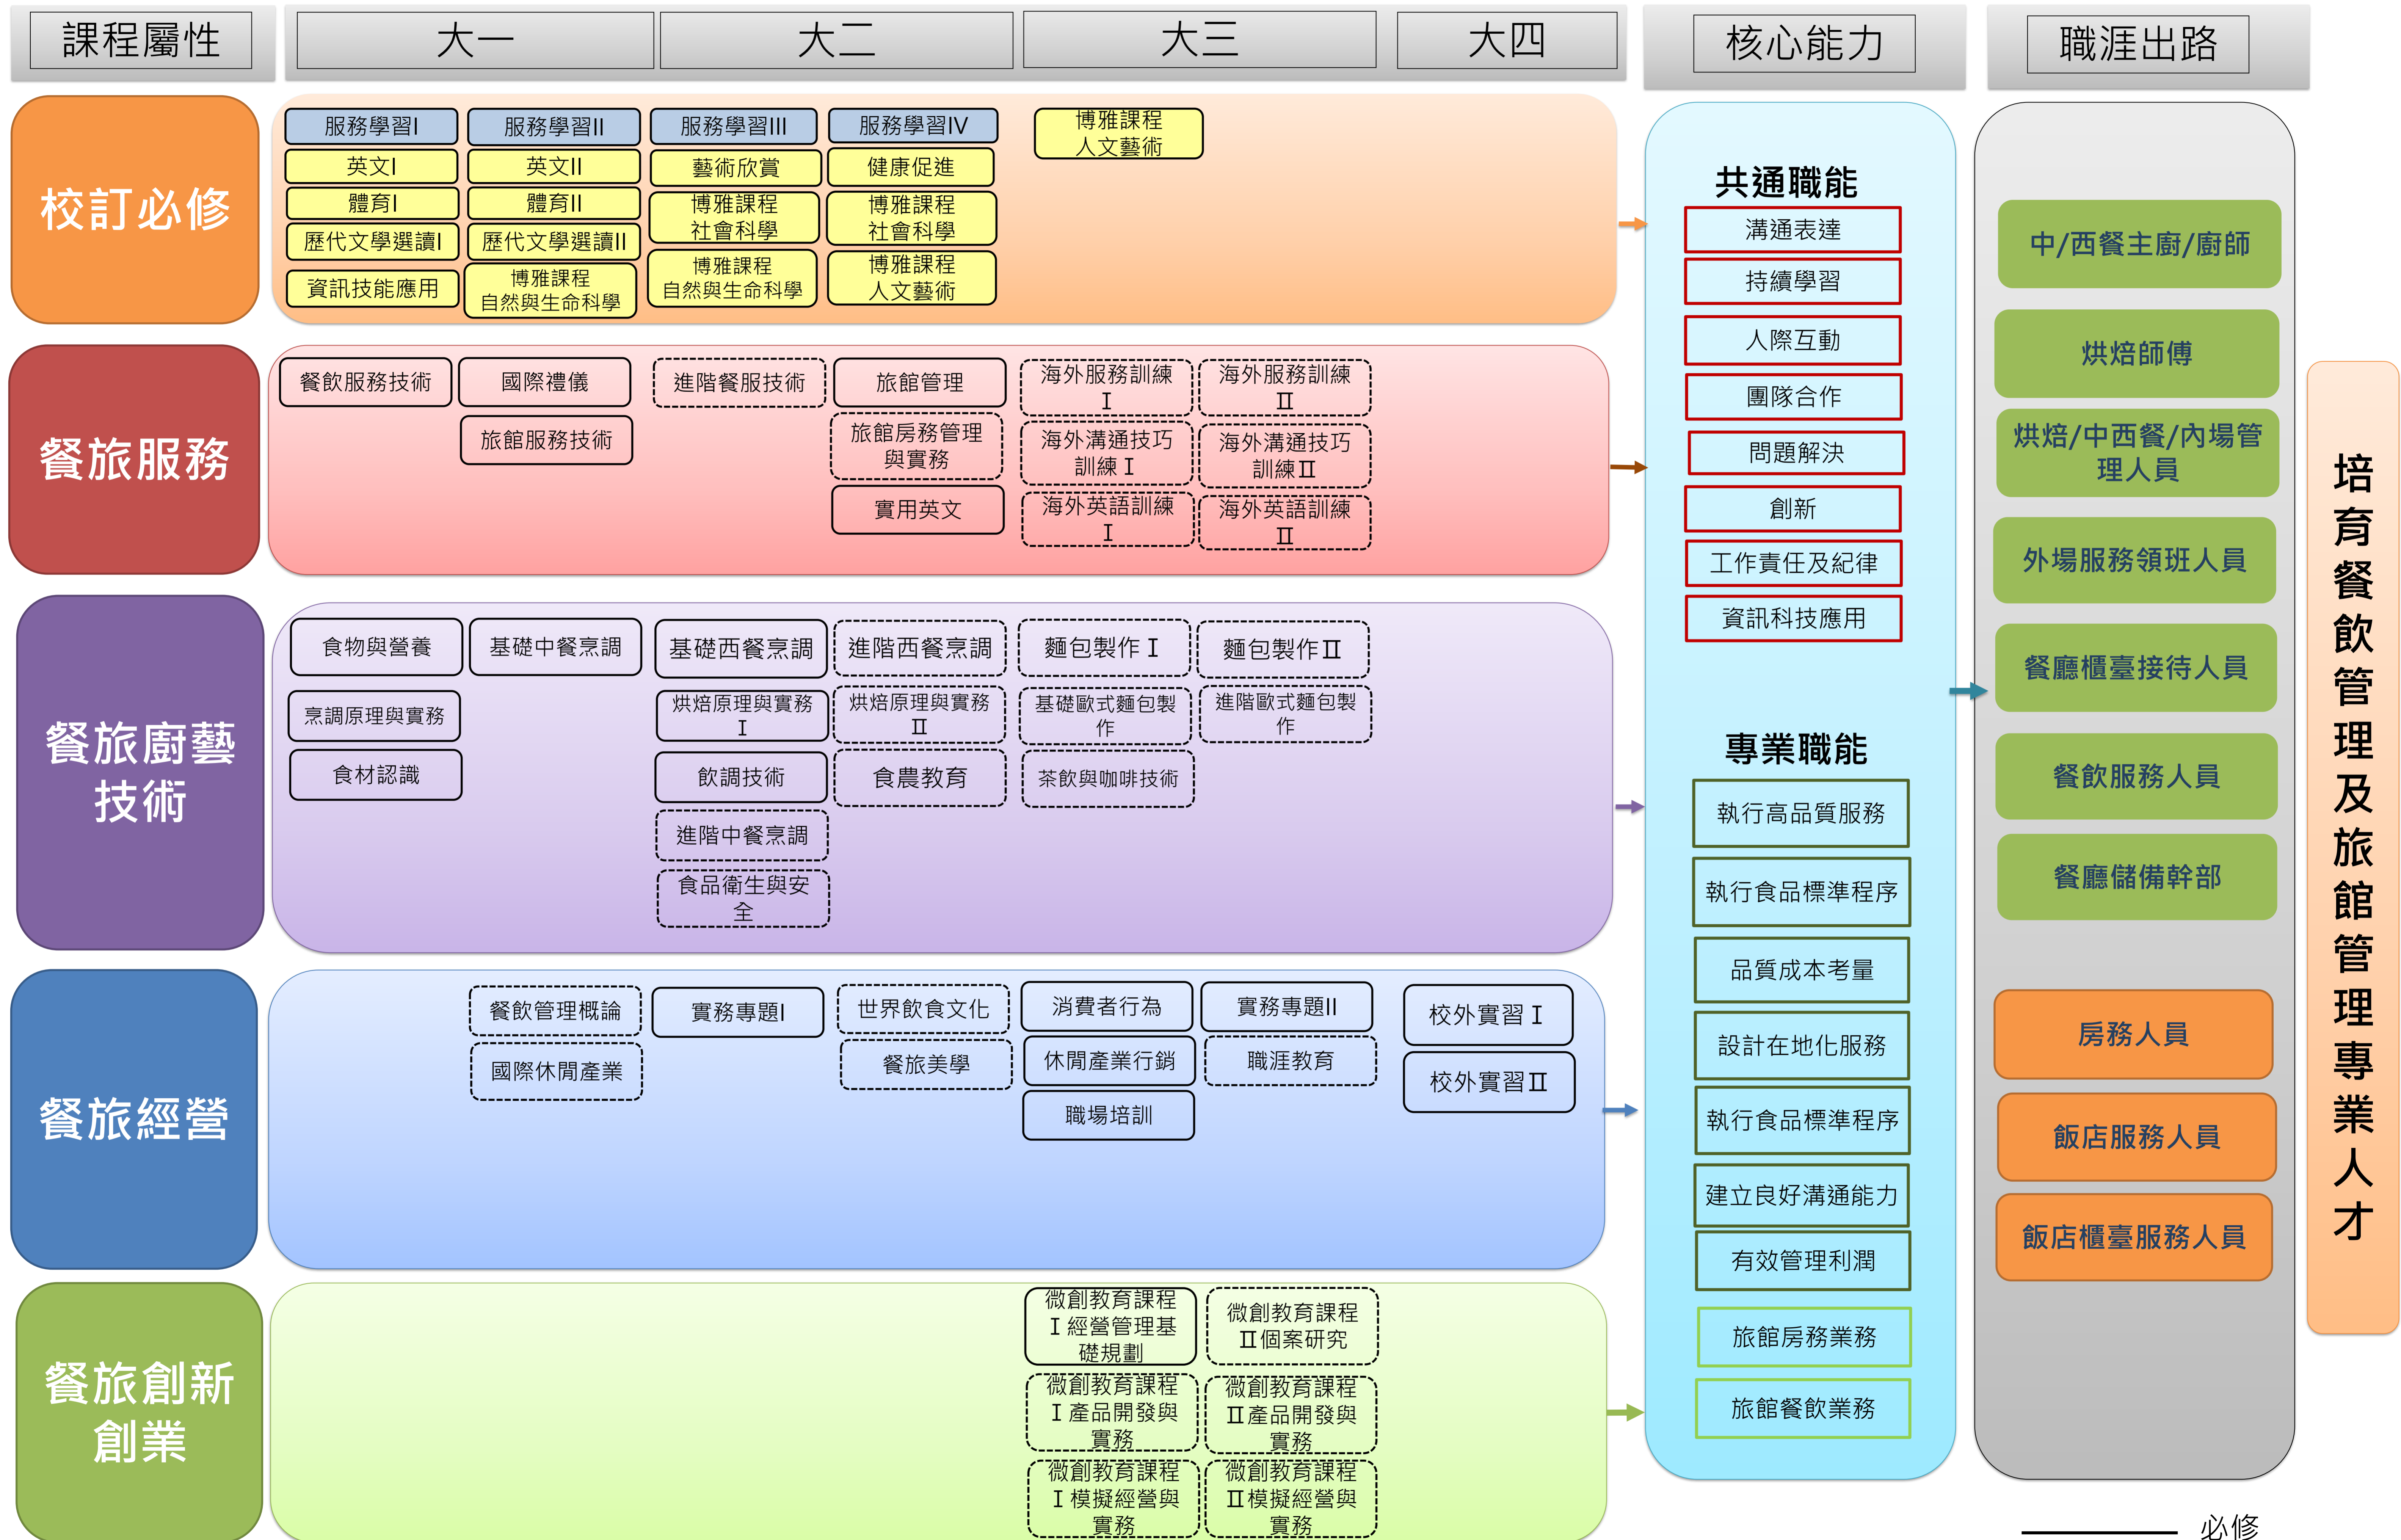 課程屬性
大一
大二
大三
大四
核心能力
職涯出路
校訂必修
服務學習I
服務學習II
服務學習III
服務學習IV
博雅課程
人文藝術
英文I
英文II
藝術欣賞
健康促進
體育I
體育II
博雅課程
社會科學
博雅課程
社會科學
歷代文學選讀I
歷代文學選讀II
資訊技能應用
博雅課程
自然與生命科學
博雅課程
自然與生命科學
博雅課程
人文藝術
餐旅服務
餐飲服務技術
國際禮儀
進階餐服技術
旅館管理
海外服務訓練
Ⅰ
海外服務訓練
Ⅱ
旅館服務技術
旅館房務管理
與實務
海外溝通技巧
訓練Ⅰ
海外溝通技巧
訓練Ⅱ
實用英文
海外英語訓練
Ⅰ
海外英語訓練
Ⅱ
餐旅廚藝
技術
食物與營養
基礎中餐烹調
基礎西餐烹調
進階西餐烹調
麵包製作Ⅰ
麵包製作Ⅱ
烹調原理與實務
烘焙原理與實務
Ⅰ
烘焙原理與實務
Ⅱ
基礎歐式麵包製
作
進階歐式麵包製
作
食材認識
飲調技術
食農教育
茶飲與咖啡技術
進階中餐烹調
食品衛生與安
全
餐旅經營
餐飲管理概論
實務專題I
世界飲食文化
消費者行為
實務專題II
校外實習Ⅰ
國際休閒產業
餐旅美學
休閒產業行銷
職涯教育
校外實習Ⅱ
職場培訓
餐旅創新
創業
微創教育課程
Ⅰ經營管理基
礎規劃
微創教育課程
Ⅱ個案研究
微創教育課程
Ⅰ產品開發與
實務
微創教育課程
Ⅱ產品開發與
實務
微創教育課程
Ⅰ模擬經營與
實務
微創教育課程
Ⅱ模擬經營與
實務
共通職能
溝通表達
持續學習
人際互動
團隊合作
問題解決
創新
工作責任及紀律
資訊科技應用
專業職能
執行高品質服務
執行食品標準程序
品質成本考量
設計在地化服務
執行食品標準程序
建立良好溝通能力
有效管理利潤
旅館房務業務
旅館餐飲業務
中/西餐主廚/廚師
烘焙師傅
烘焙/中西餐/內場管
理人員
外場服務領班人員
餐廳櫃臺接待人員
餐飲服務人員
餐廳儲備幹部
房務人員
飯店服務人員
飯店櫃臺服務人員
培育餐飲管理及旅館管理專業人才
必修